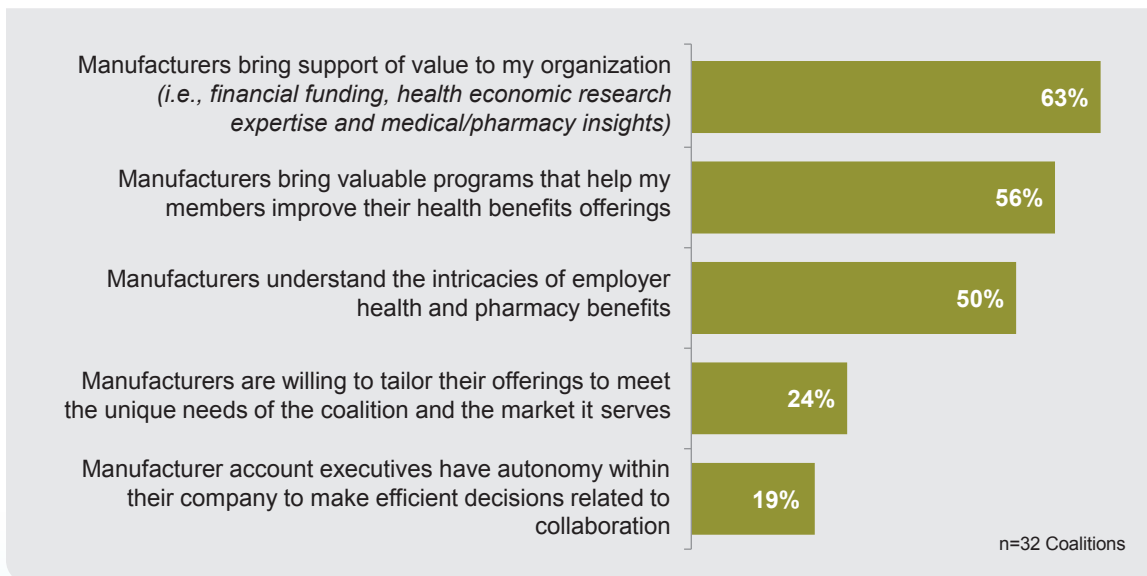 Manufacturers bring support of value to my organization
(i.e., financial funding, health economic research
expertise and medical/pharmacy insights)
63%
Manufacturers bring valuable programs that help my
members improve their health benefits offerings
56%
Manufacturers understand the intricacies of employer
health and pharmacy benefits
50%
Manufacturers are willing to tailor their offerings to meet
the unique needs of the coalition and the market it serves
24%
Manufacturer account executives have autonomy within
their company to make efficient decisions related to
collaboration
19%
n=32 Coalitions